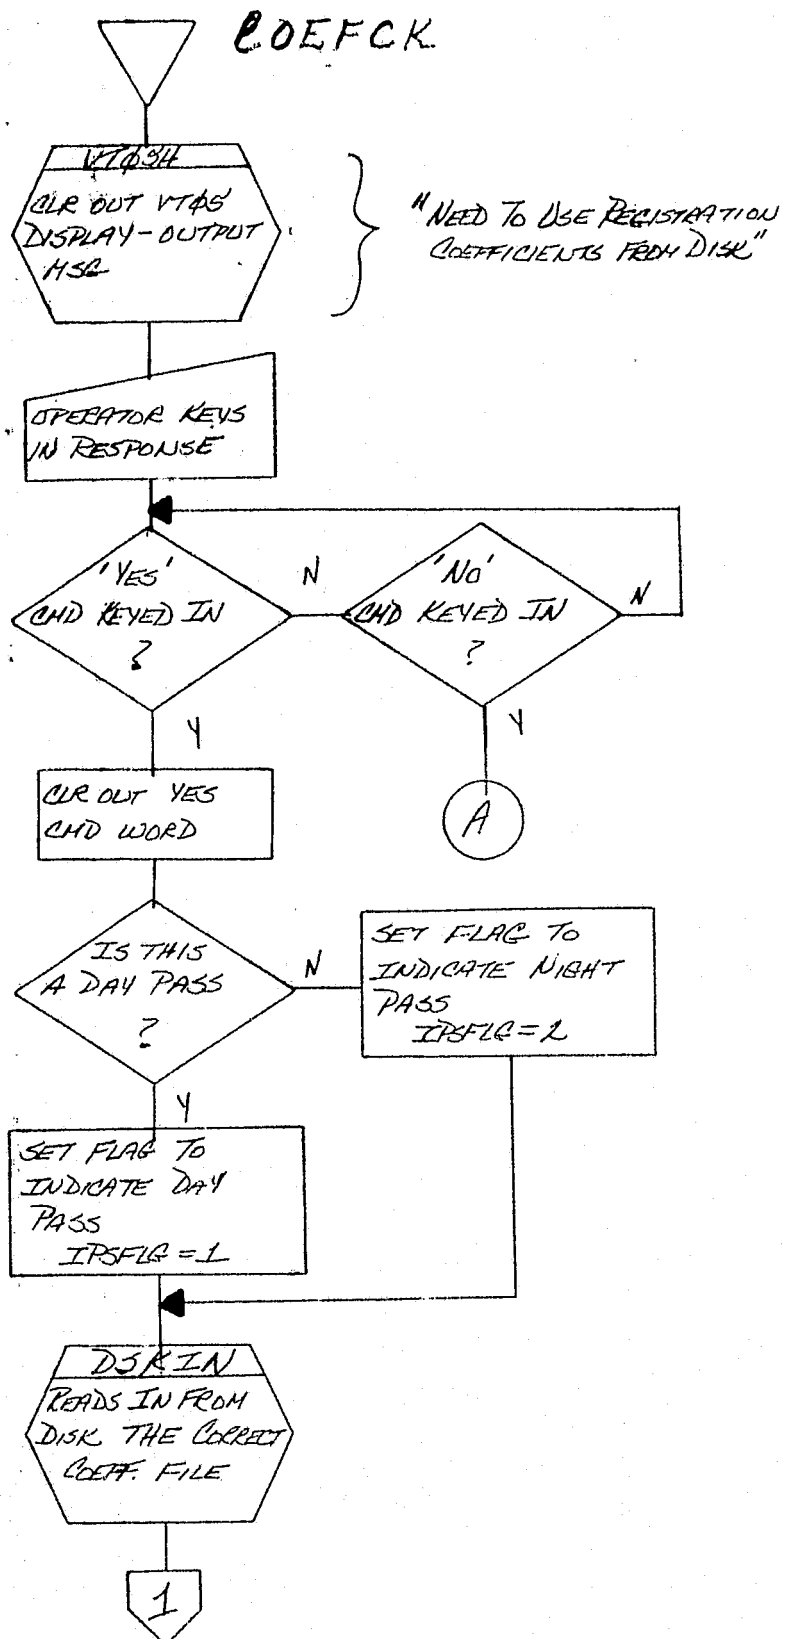 COEFCK
VTØ5H
CLR OUT VTØ5
DISPLAY-OUTPUT
MSG
"NEED TO USE REGISTRATION
COEFFICIENTS FROM DISK"
OPERATOR KEYS
IN RESPONSE
'YES'
CMD KEYED IN
?
N
'NO'
CMD KEYED IN
?
N
Y
Y
CLR OUT YES
CMD WORD
A
IS THIS
A DAY PASS
?
N
SET FLAG TO
INDICATE NIGHT
PASS
IPSFLG=2
Y
SET FLAG TO
INDICATE DAY
PASS
IPSFLG=1
DSKIN
READS IN FROM
DISK THE CORRECT
COEFF. FILE
1